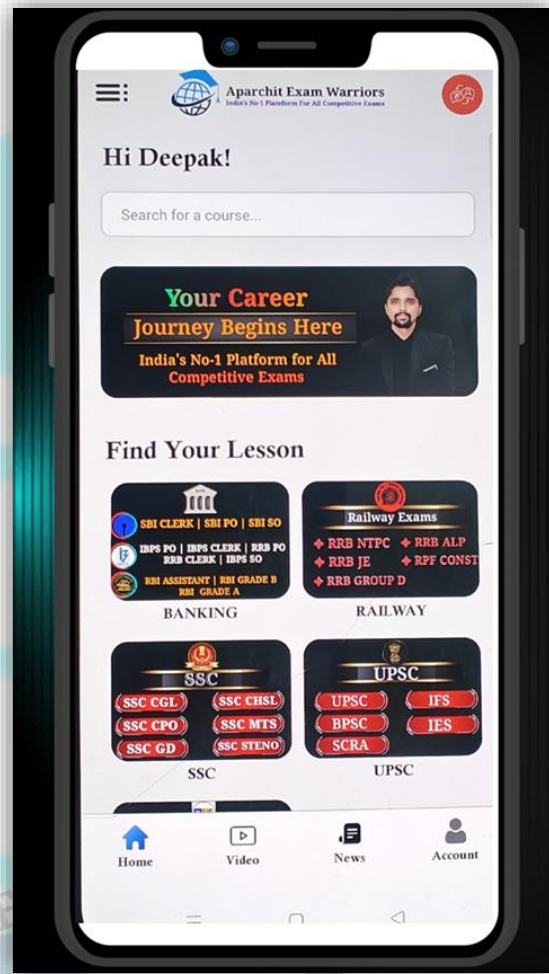 Aparchit Exam Warriors
India's No-1 Plateform For All Competitive Exams
Hi Deepak!
Search for a course...
Your Career
Journey Begins Here
India's No-1 Platform for All
Competitive Exams
Find Your Lesson
SBI CLERK | SBI PO | SBI SO
IBPS PO | IBPS CLERK | RRB PO
RRB CLERK | IBPS SO
RBI ASSISTANT | RBI GRADE B
RBI GRADE A
BANKING
Railway Exams
RRB NTPC RRB ALP
RRB JE RPF CONST
RRB GROUP D
RAILWAY
SSC
SSC CGL SSC CHSL
SSC CPO SSC MTS
SSC GD SSC STENO
SSC
UPSC
UPSC IFS
BPSC IES
SCRA
UPSC
Home Video News Account